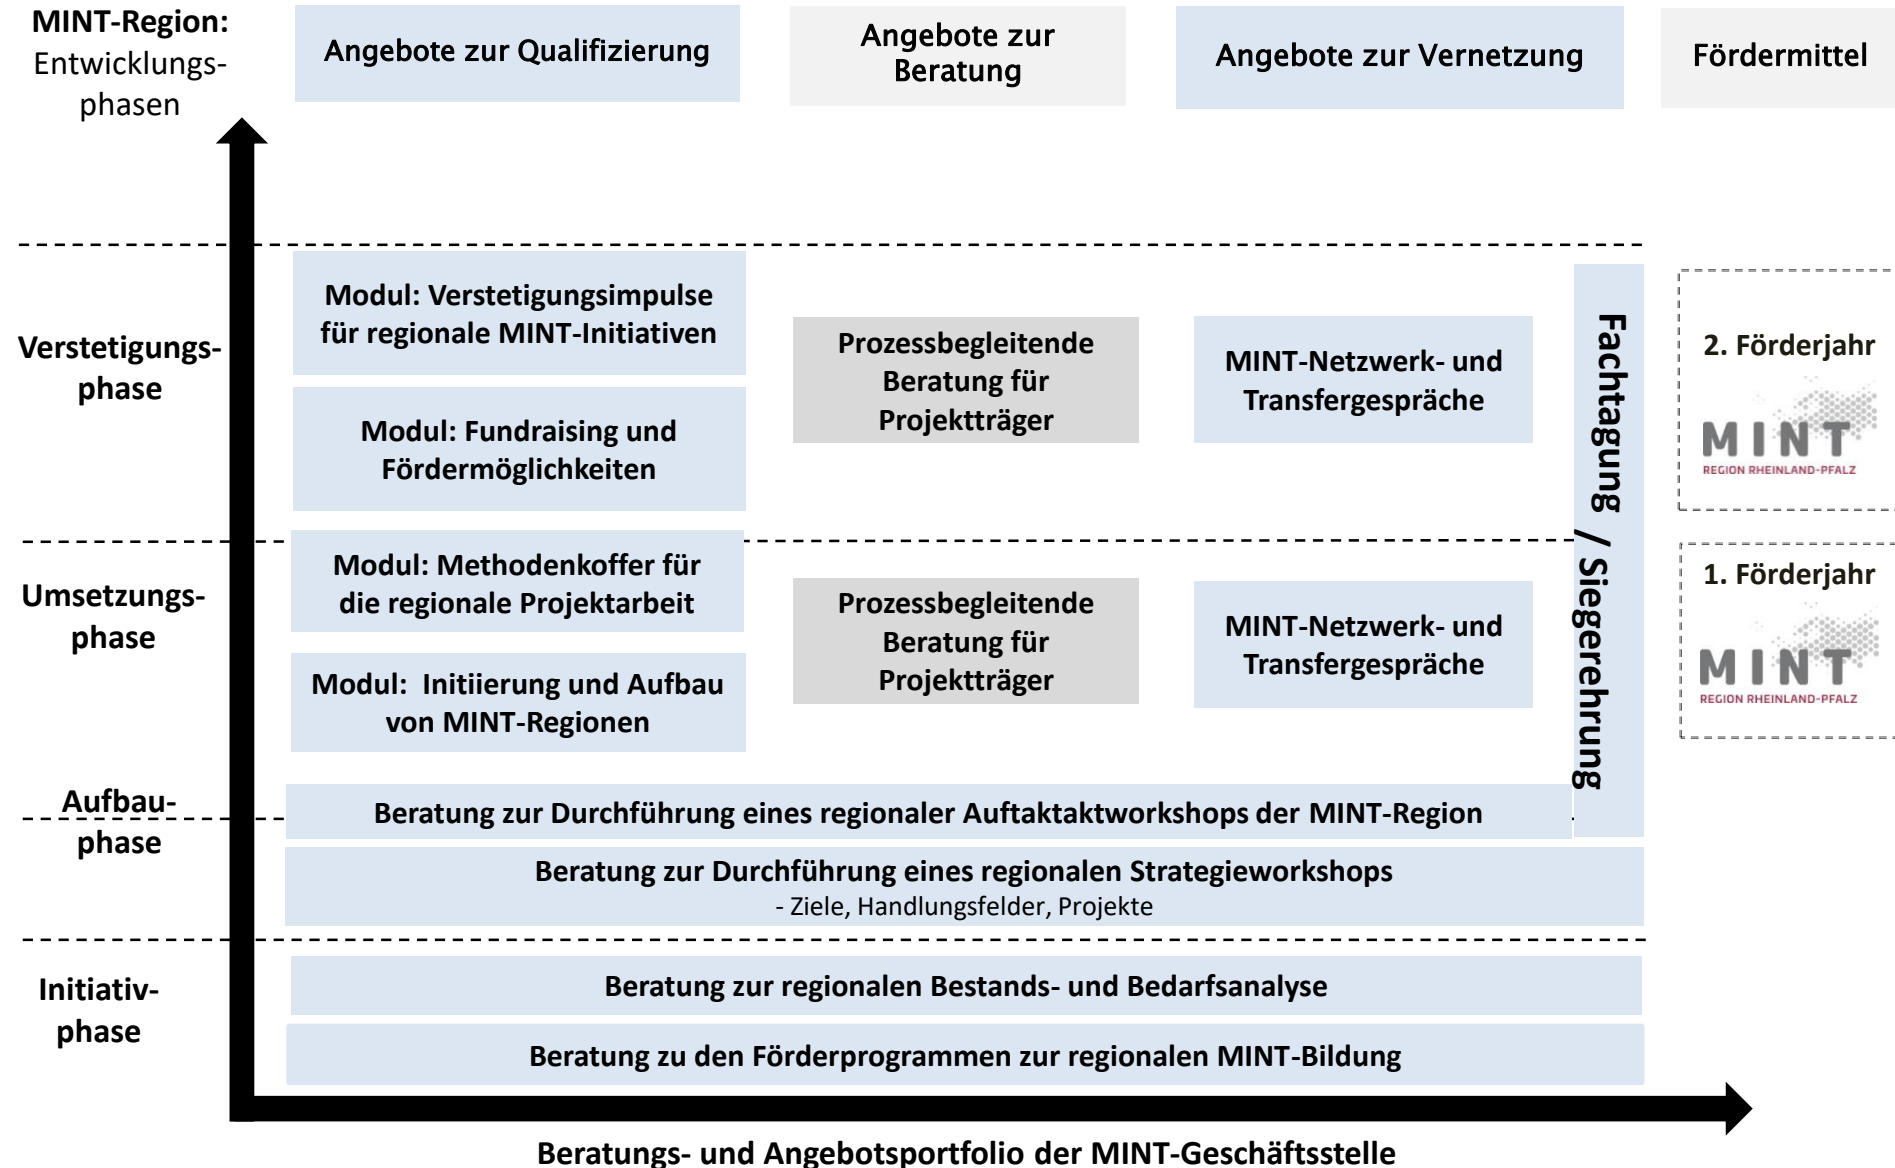 MINT-Region:
Entwicklungs-
phasen
Angebote zur Qualifizierung
Angebote zur
Beratung
Angebote zur Vernetzung
Fördermittel
Verstetigungs-
phase
Modul: Verstetigungsimpulse
für regionale MINT-Initiativen
Modul: Fundraising und
Fördermöglichkeiten
Prozessbegleitende
Beratung für
Projektträger
MINT-Netzwerk- und
Transfergespräche
Fachtagung / Siegerehrung
2. Förderjahr
MINT
REGION RHEINLAND-PFALZ
Umsetzungs-
phase
Modul: Methodenkoffer für
die regionale Projektarbeit
Modul:  Initiierung und Aufbau
von MINT-Regionen
Prozessbegleitende
Beratung für
Projektträger
MINT-Netzwerk- und
Transfergespräche
1. Förderjahr
MINT
REGION RHEINLAND-PFALZ
Aufbau-
phase
Beratung zur Durchführung eines regionaler Auftaktaktworkshops der MINT-Region
Beratung zur Durchführung eines regionalen Strategieworkshops
- Ziele, Handlungsfelder, Projekte
Initiativ-
phase
Beratung zur regionalen Bestands- und Bedarfsanalyse
Beratung zu den Förderprogrammen zur regionalen MINT-Bildung
Beratungs- und Angebotsportfolio der MINT-Geschäftsstelle